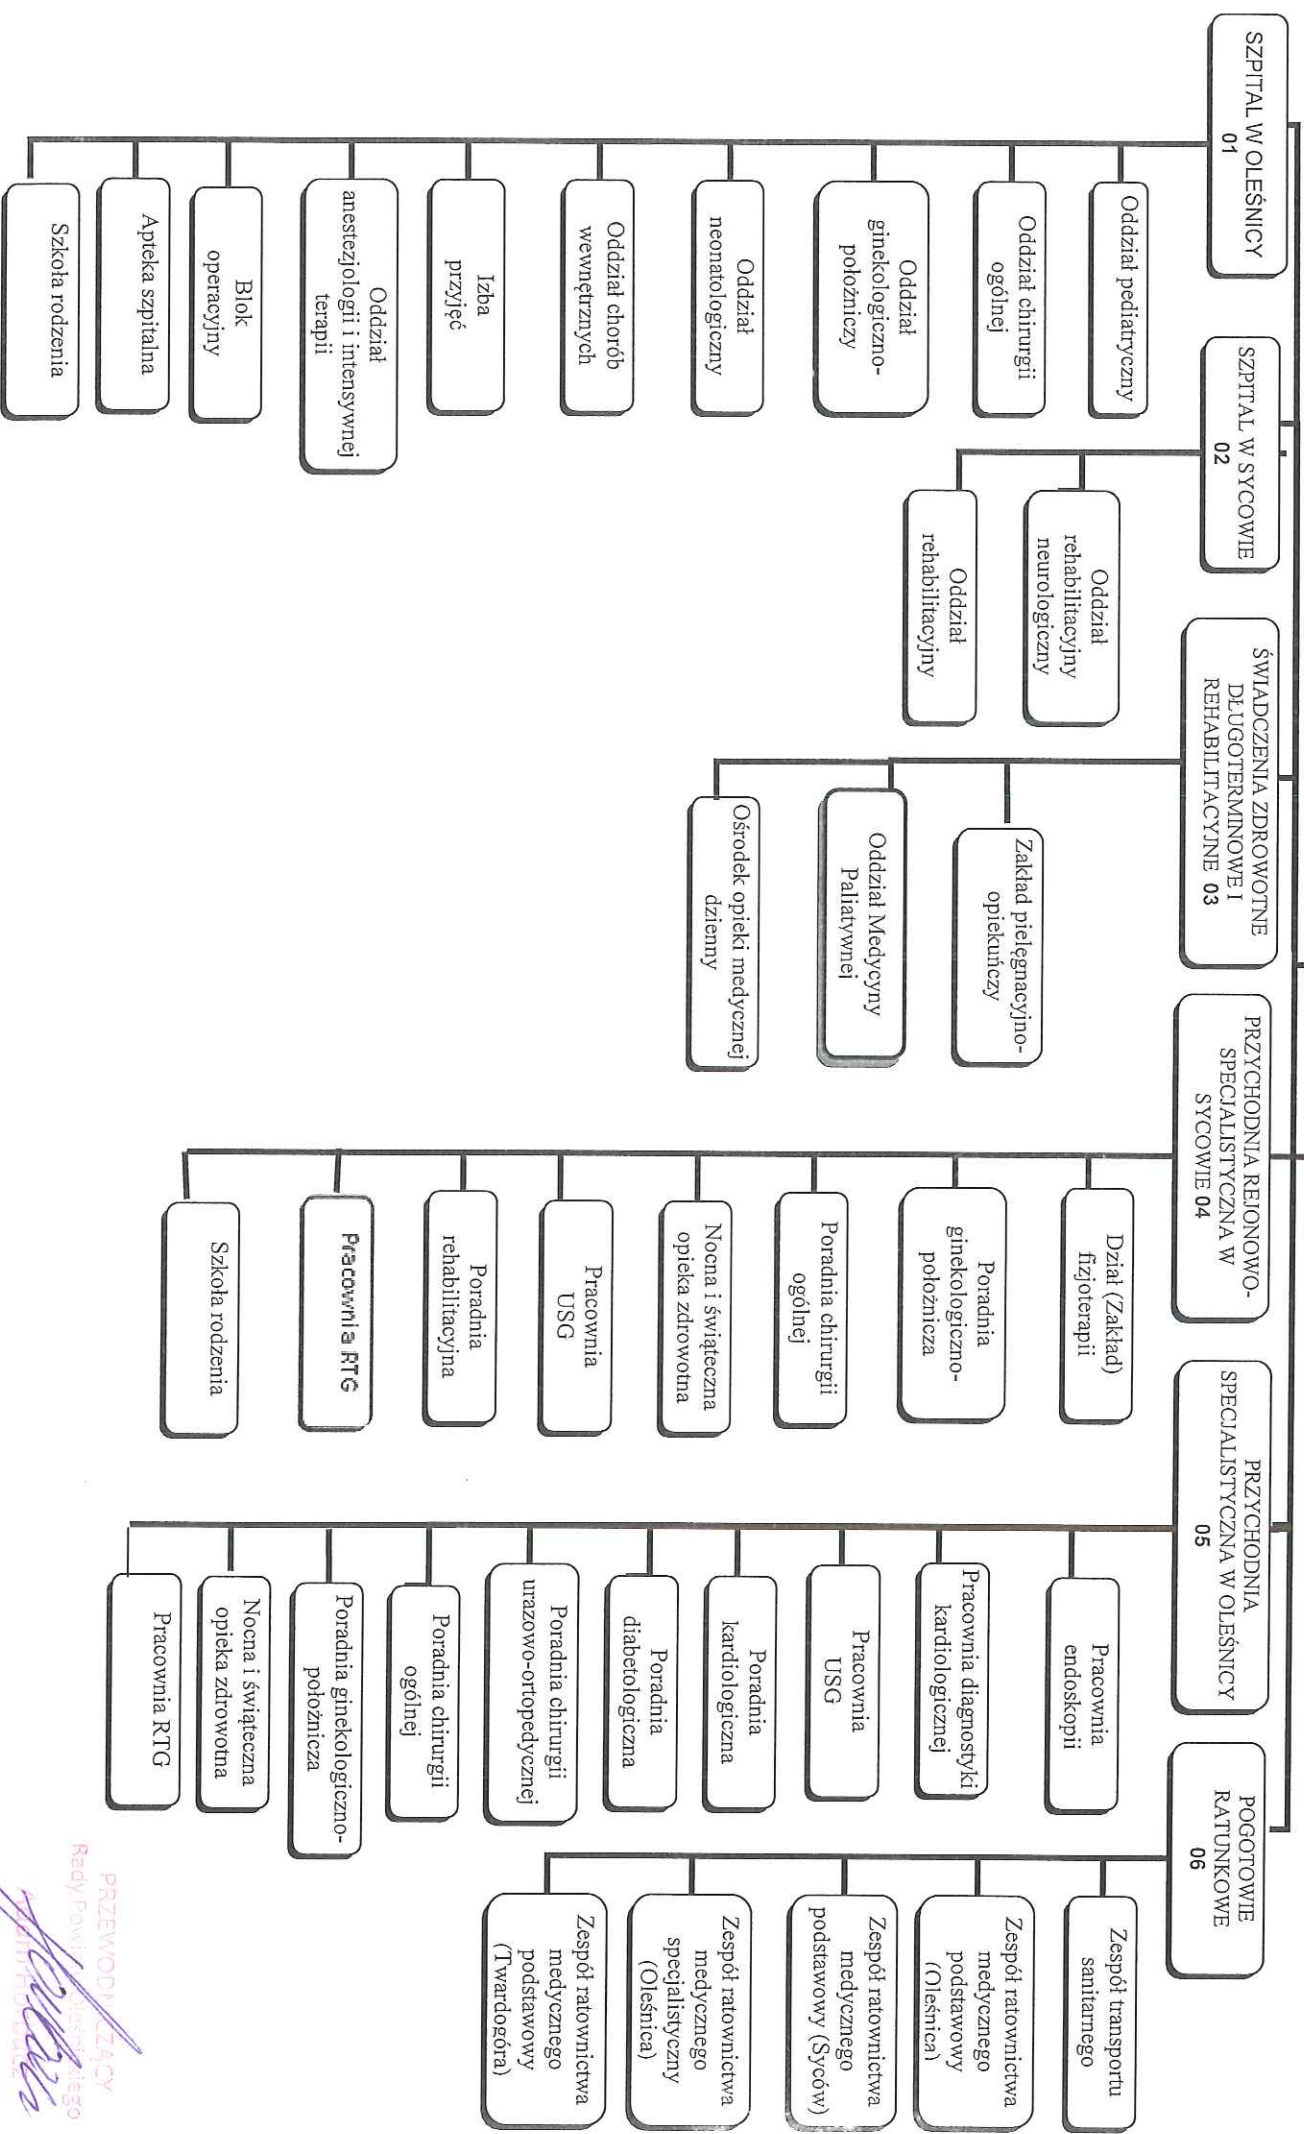 SZPITAL W OLEŚNICY
01
Oddział pediatryczny
Oddział chirurgii
ogólnej
Oddział
ginekologiczno-
położniczy
Oddział
neonatologiczny
Oddział chorób
wewnętrznych
Izba
przyjęć
Oddział
anestezjologii i intensywnej
terapii
Blok
operacyjny
Apteka szpitalna
Szkoła rodzenia
SZPITAL W SYCOWIE
02
Oddział
rehabilitacyjny
neurologiczny
Oddział
rehabilitacyjny
ŚWIADCZENIA ZDROWOTNE
DŁUGOTERMINOWE I
REHABILITACYJNE 03
Zakład pielęgnacyjno-
opiekuńczy
Oddział Medycyny
Paliatywnej
Ośrodek opieki medycznej
dzienny
PRZYCHODNIA REJONOWO-
SPECJALISTYCZNA W
SYCOWIE 04
Dział (Zakład)
fizjoterapii
Poradnia
ginekologiczno-
położnicza
Poradnia chirurgii
ogólnej
Nocna i świąteczna
opieka zdrowotna
Pracownia
USG
Poradnia
rehabilitacyjna
Pracownia RTG
Szkoła rodzenia
PRZYCHODNIA
SPECJALISTYCZNA W OLEŚNICY
05
Pracownia
endoskopii
Pracownia diagnostyki
kardiologicznej
Pracownia
USG
Poradnia
kardiologiczna
Poradnia
diabetologiczna
Poradnia chirurgii
urazowo-ortopedycznej
Poradnia chirurgii
ogólnej
Poradnia ginekologiczno-
położnicza
Nocna i świąteczna
opieka zdrowotna
Pracownia RTG
POGOTOWIE
RATUNKOWE
06
Zespół transportu
sanitarnego
Zespół ratownictwa
medycznego
podstawowy
(Oleśnica)
Zespół ratownictwa
medycznego
podstawowy (Syców)
Zespół ratownictwa
medycznego
specjalistyczny
(Oleśnica)
Zespół ratownictwa
medycznego
podstawowy
(Twardogóra)
PRZEWODNICZĄCY
Rady